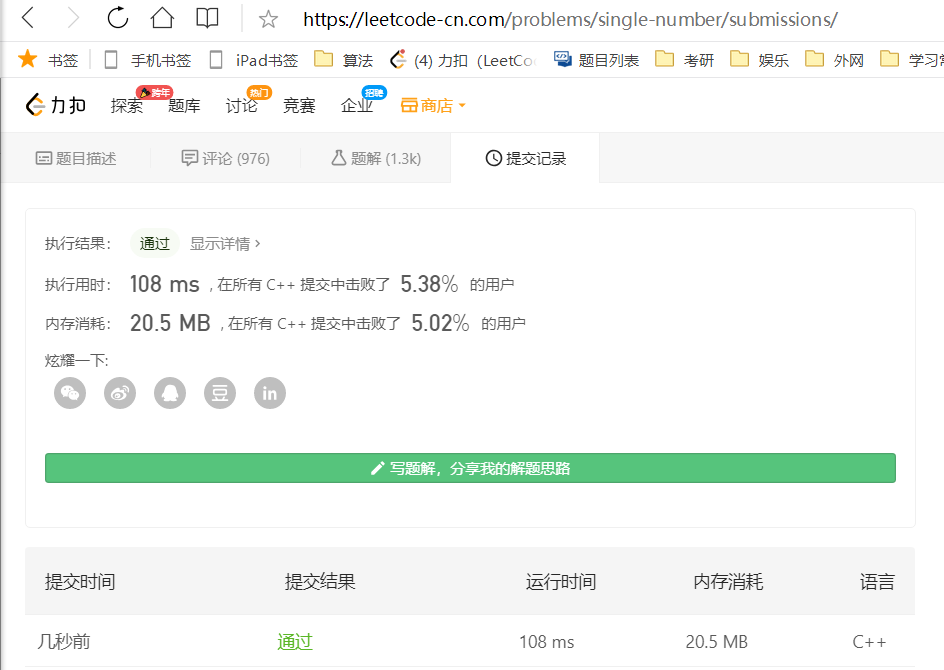 https://leetcode-cn.com/problems/single-number/submissions/
书签 手机书签 iPad书签 算法 (4) 力扣 (LeetCo 题目列表 考研 娱乐 外网 学习常
力扣 探索 跨年 题库 讨论 热门 竞赛 企业 招聘 商店
题目描述 评论 (976) 题解 (1.3k) 提交记录
执行结果: 通过 显示详情 >
执行用时: 108 ms , 在所有 C++ 提交中击败了 5.38% 的用户
内存消耗: 20.5 MB , 在所有 C++ 提交中击败了 5.02% 的用户
炫耀一下:
豆 in
写题解, 分享我的解题思路
提交时间 提交结果 运行时间 内存消耗 语言
几秒前 通过 108 ms 20.5 MB C++